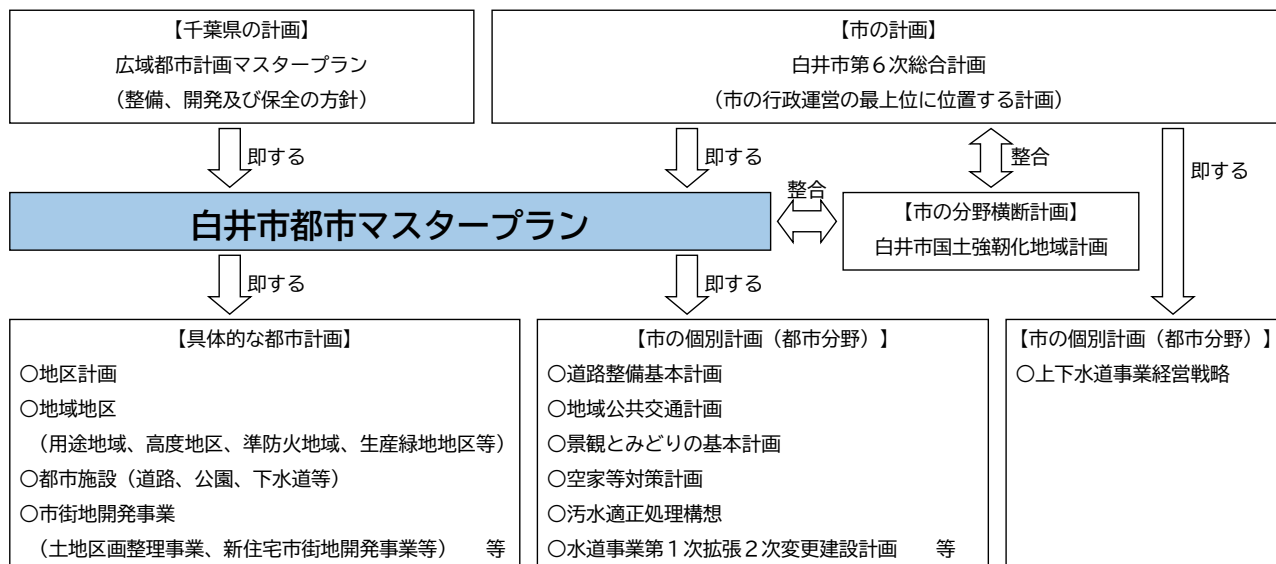 【千葉県の計画】
広域都市計画マスタープラン
(整備、開発及び保全の方針)
【市の計画】
白井市第6次総合計画
(市の行政運営の最上位に位置する計画)
即する
即する
整合
即する
白井市都市マスタープラン
整合
【市の分野横断計画】
白井市国土強靭化地域計画
即する
即する
【具体的な都市計画】
○地区計画
○地域地区
(用途地域、高度地区、準防火地域、生産緑地地区等)
○都市施設(道路、公園、下水道等)
○市街地開発事業
(土地区画整理事業、新住宅市街地開発事業等) 等
【市の個別計画(都市分野)】
○道路整備基本計画
○地域公共交通計画
○景観とみどりの基本計画
○空家等対策計画
○汚水適正処理構想
○水道事業第1次拡張2次変更建設計画 等
【市の個別計画(都市分野)】
○上下水道事業経営戦略